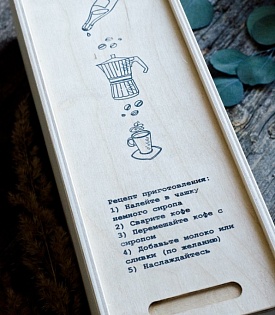 Рецепт приготовления:
1) Налейте в чашку
немного сиропа
2) Сварите кофе
3) Перемешайте кофе с
сиропом
4) Добавьте молоко или
сливки (по желанию)
5) Наслаждайтесь